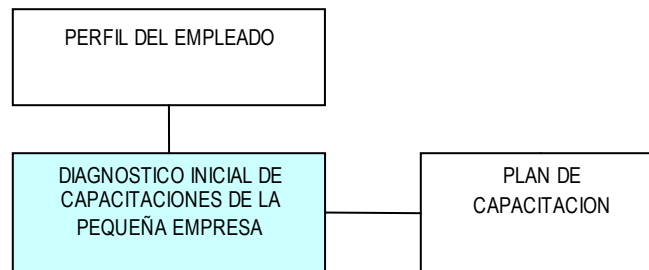 PERFIL DEL EMPLEADO
DIAGNOSTICO INICIAL DE
CAPACITACIONES DE LA
PEQUEÑA EMPRESA
PLAN DE
CAPACITACION